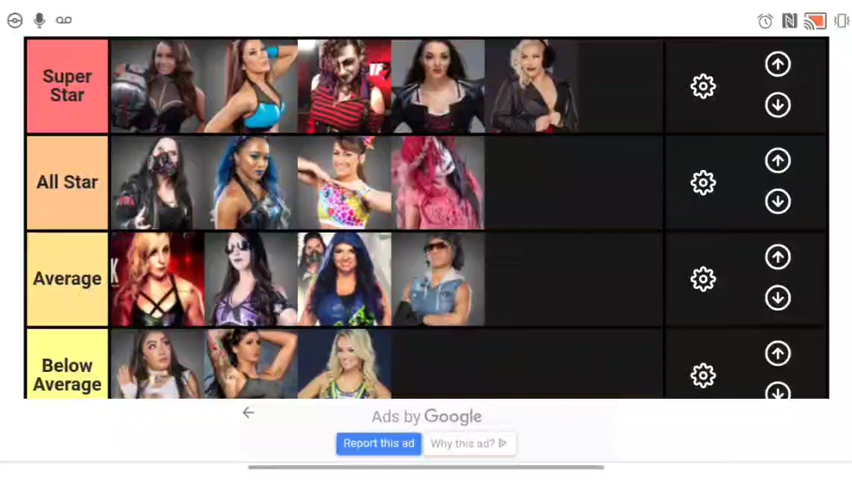 Super
Star
All Star
Average
Below
Average
Ads by Google
Report this ad
Why this ad?